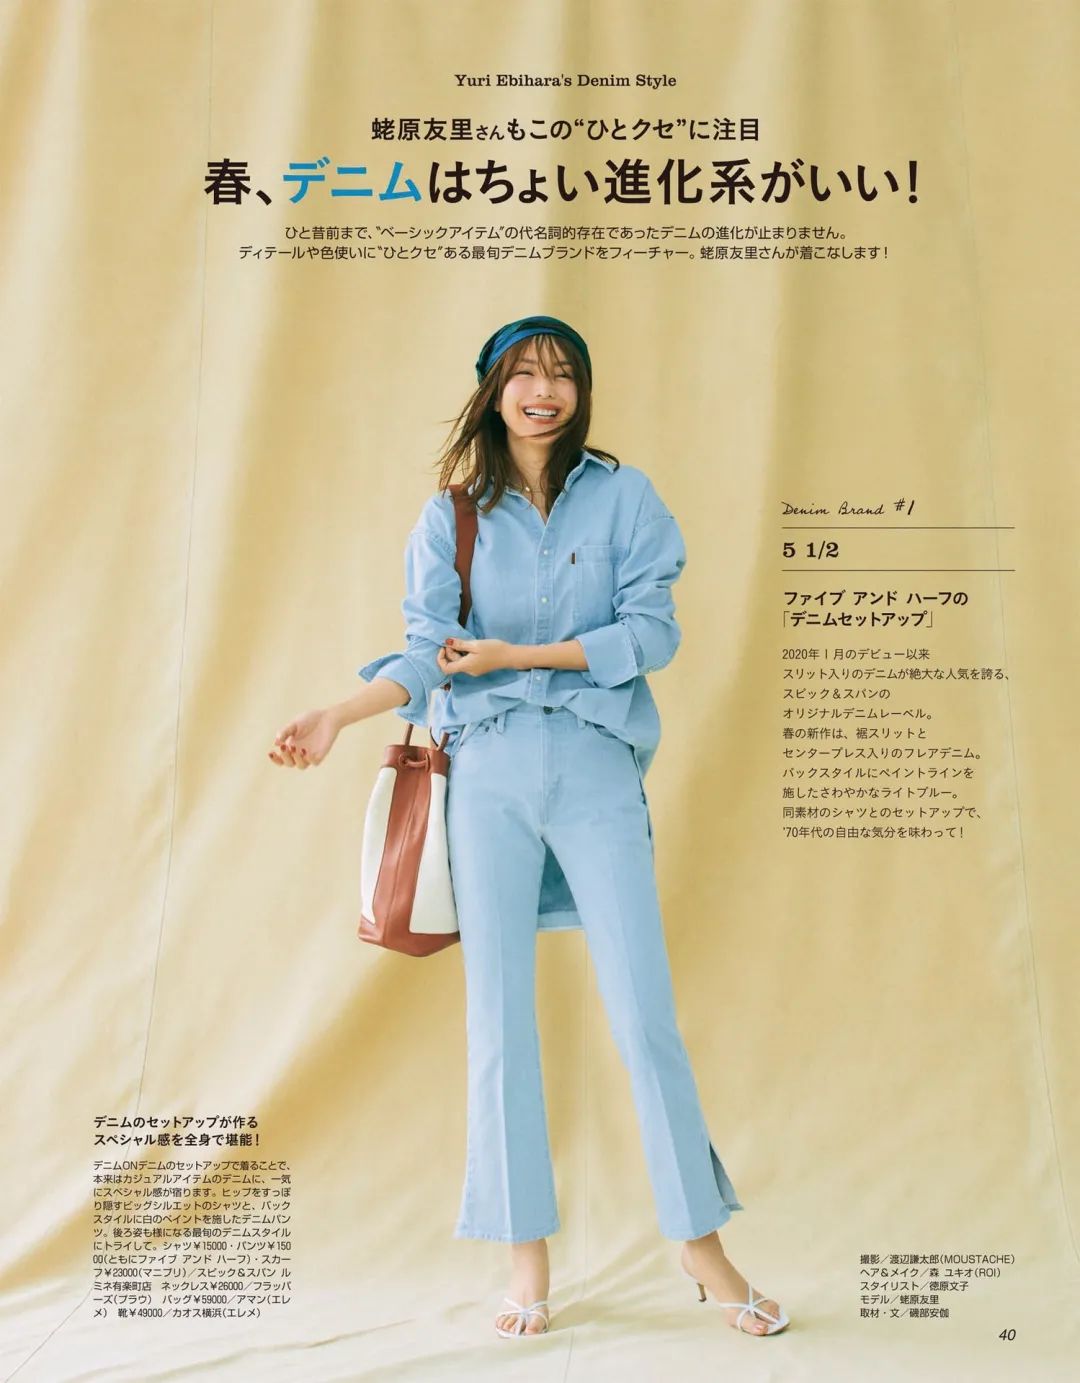 Yuri Ebihara's Denim Style
蛯原友里さんもこの“ひとクセ”に注目
春、デニムはちょい進化系がいい！
ひと昔前まで、“ベーシックアイテム”の代名詞的存在であったデニムの進化が止まりません。
ディテールや色使いに“ひとクセ”ある最旬デニムブランドをフィーチャー。蛯原友里さんが着こなします！
Denim Brand #1
5 1/2
ファイブ アンド ハーフの
「デニムセットアップ」
2020年1月のデビュー以来
スリット入りのデニムが絶大な人気を誇る、
スピック＆スパンの
オリジナルデニムレーベル。
春の新作は、裾スリットと
センタープレス入りのフレアデニム。
バックスタイルにペイントラインを
施したさわやかなライトブルー。
同素材のシャツとのセットアップで、
'70年代の自由な気分を味わって！
デニムのセットアップが作る
スペシャル感を全身で堪能！
デニムONデニムのセットアップで着ることで、
本来はカジュアルアイテムのデニムに、一気
にスペシャル感が宿ります。ヒップをすっぽ
り隠すビッグシルエットのシャツと、バック
スタイルに白のペイントを施したデニムパン
ツ。後ろ姿も様になる最旬のデニムスタイル
にトライして。シャツ¥15000・パンツ¥150
00（ともにファイブ アンド ハーフ）・スカー
フ¥23000（マニプリ）／スピック＆スパン ル
ミネ有楽町店　ネックレス¥26000／フラッパ
ーズ（ブラウ）　バッグ¥59000／アマン（エレ
メ）　靴¥49000／カオス横浜（エレメ）
撮影／渡辺謙太郎（MOUSTACHE）
ヘア＆メイク／森 ユキオ（ROI）
スタイリスト／徳原文子
モデル／蛯原友里
取材・文／磯部安伽
40